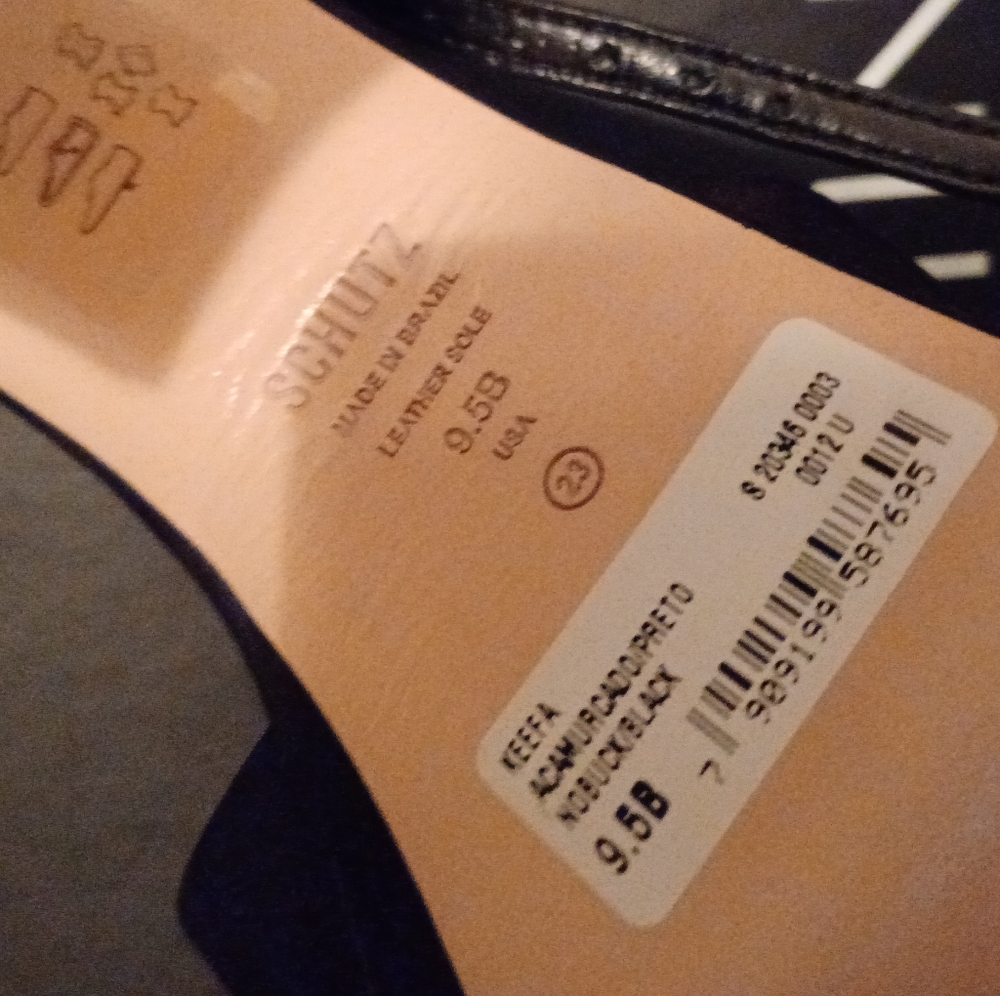 SCHUTZ
MADE IN BRAZIL
LEATHER SOLE
9.5B
USA
23
S 20346 0003
0012 U
KEEFA
ACAMURCADO/PRETO
NOBUCK/BLACK
9.5B
7 909199 587695